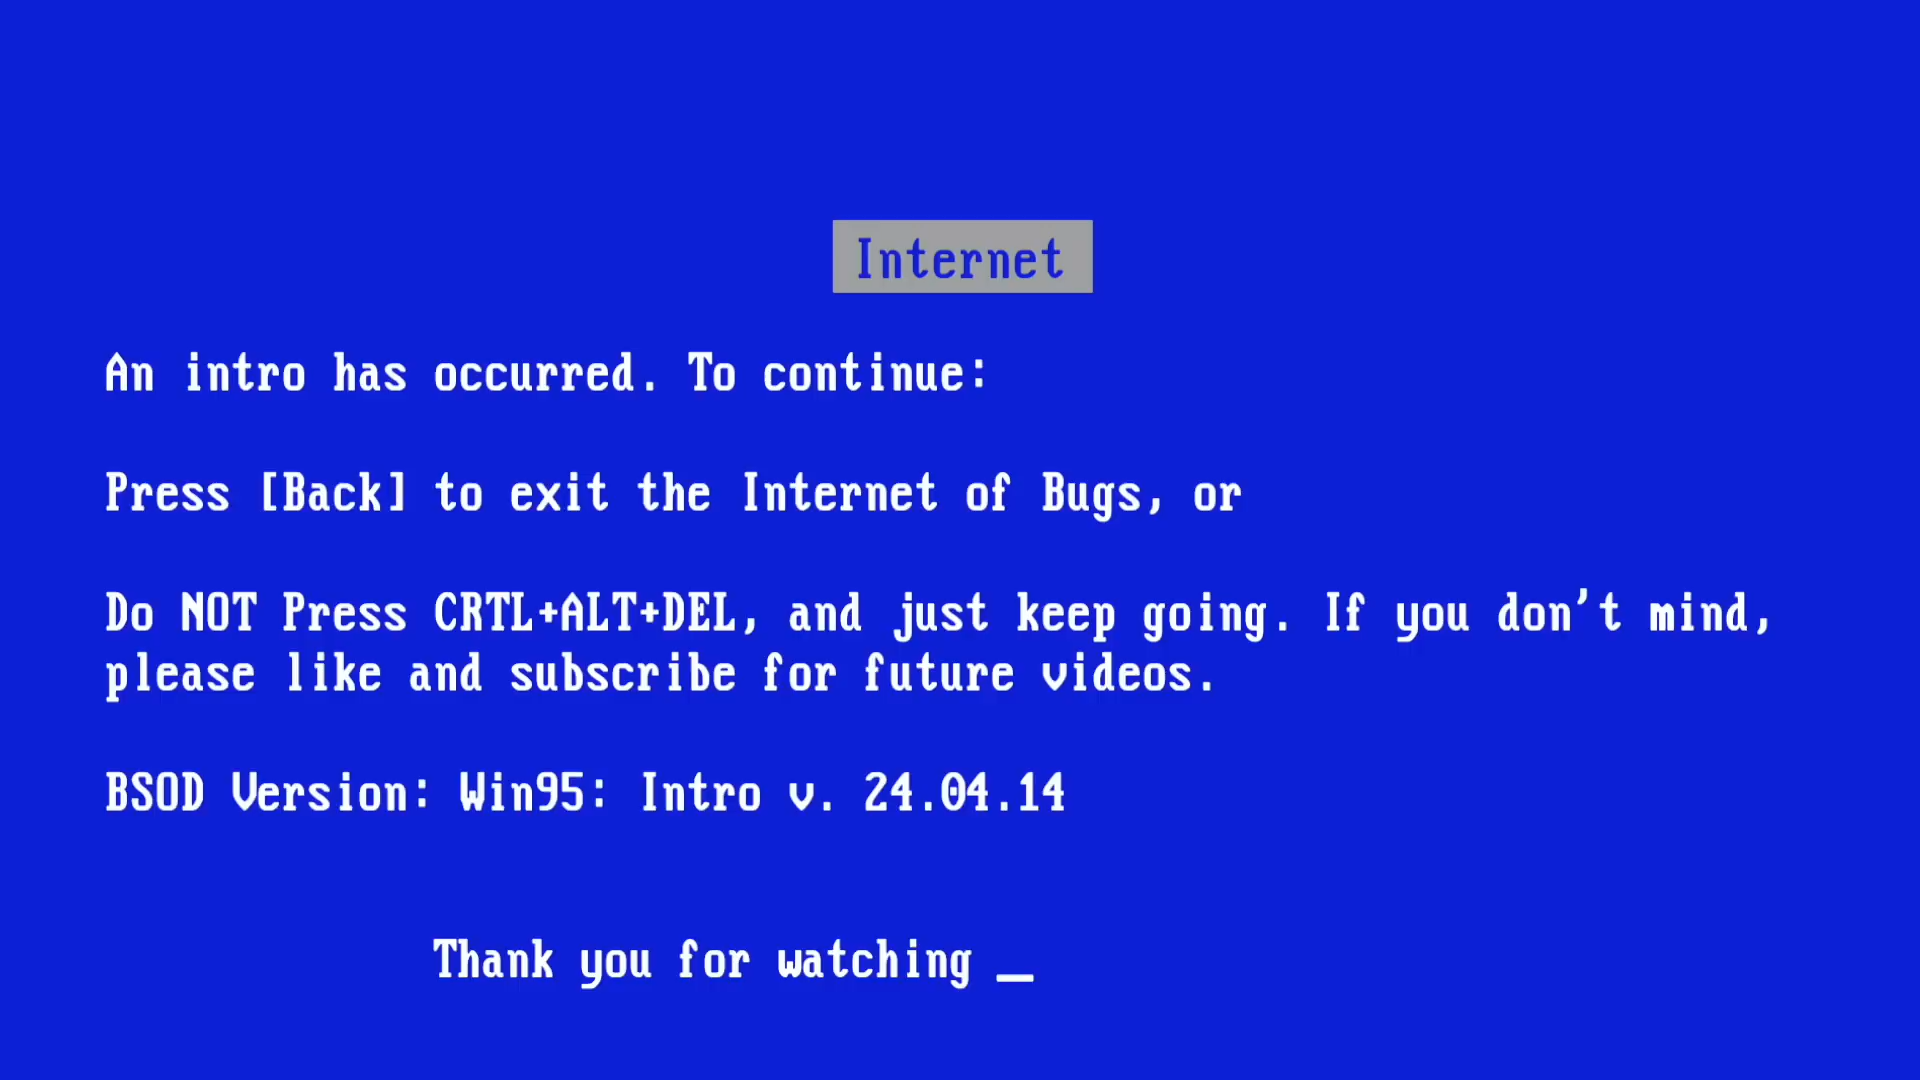 Internet
An intro has occurred. To continue:
Press [Back] to exit the Internet of Bugs, or
Do NOT Press CRTL+ALT+DEL, and just keep going. If you don't mind,
please like and subscribe for future videos.
BSOD Version: Win95: Intro v. 24.04.14
Thank you for watching _